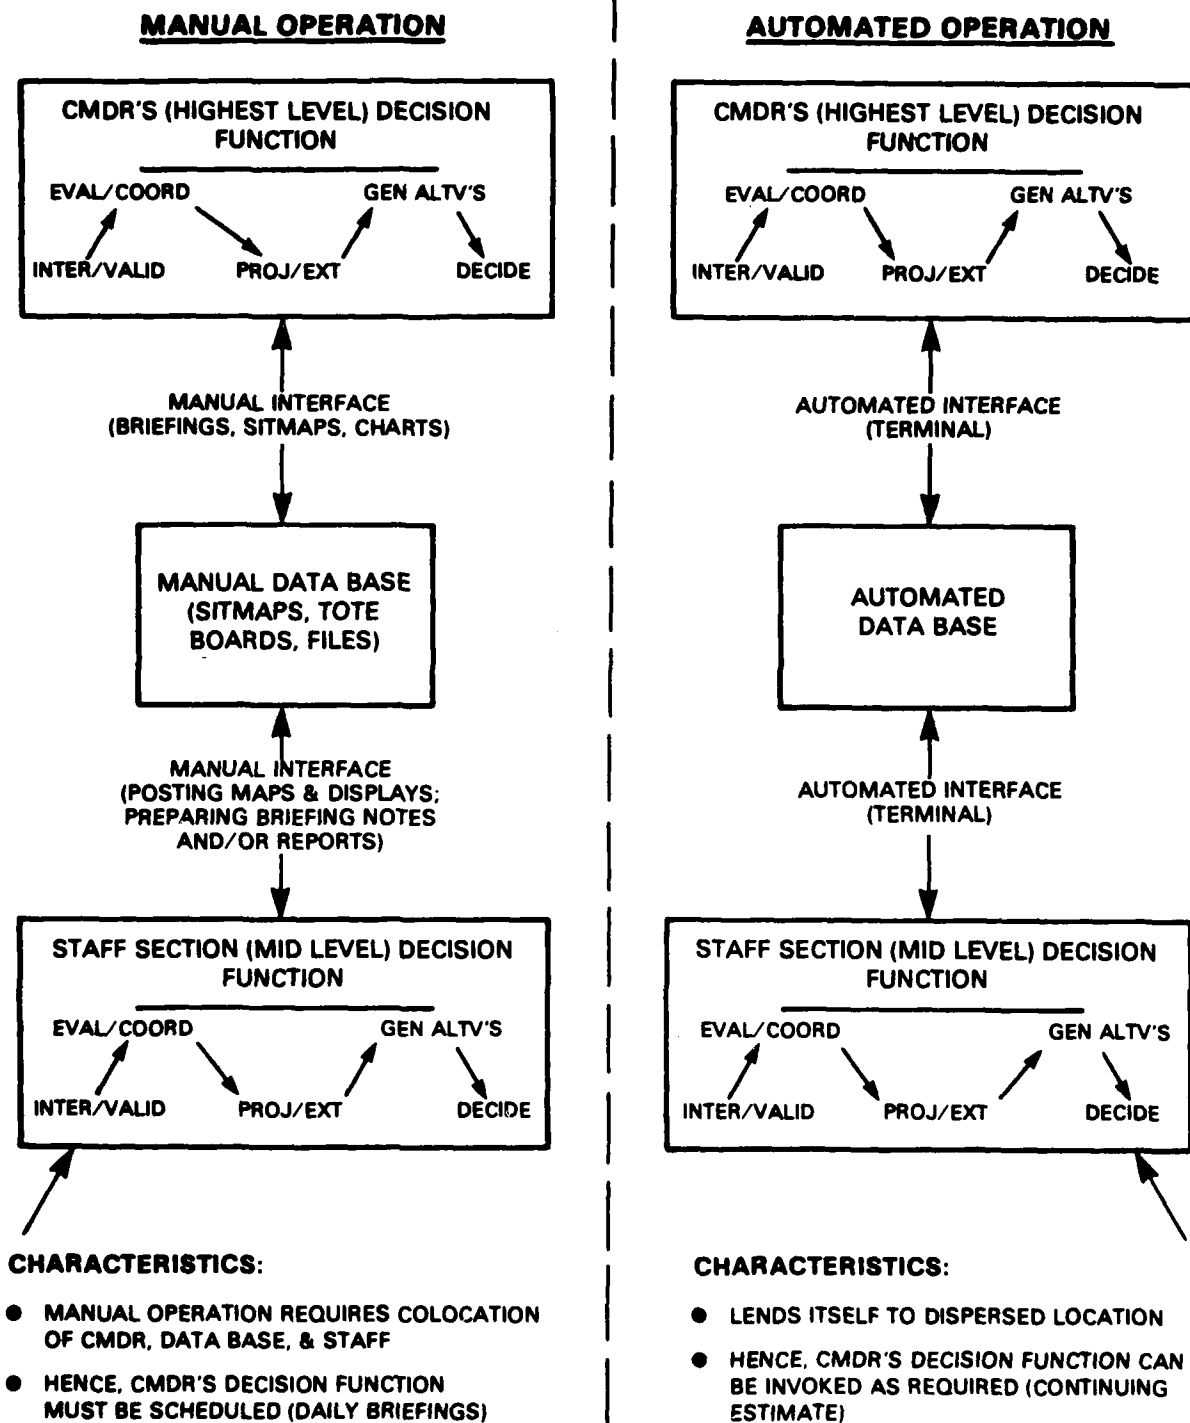 MANUAL OPERATION
CMDR'S (HIGHEST LEVEL) DECISION
FUNCTION
EVAL/COORD
GEN ALTV'S
INTER/VALID
PROJ/EXT
DECIDE
MANUAL INTERFACE
(BRIEFINGS, SITMAPS, CHARTS)
MANUAL DATA BASE
(SITMAPS, TOTE
BOARDS, FILES)
MANUAL INTERFACE
(POSTING MAPS & DISPLAYS;
PREPARING BRIEFING NOTES
AND/OR REPORTS)
STAFF SECTION (MID LEVEL) DECISION
FUNCTION
EVAL/COORD
GEN ALTV'S
INTER/VALID
PROJ/EXT
DECIDE
CHARACTERISTICS:
● MANUAL OPERATION REQUIRES COLOCATION
OF CMDR, DATA BASE, & STAFF
● HENCE, CMDR'S DECISION FUNCTION
MUST BE SCHEDULED (DAILY BRIEFINGS)
AUTOMATED OPERATION
CMDR'S (HIGHEST LEVEL) DECISION
FUNCTION
EVAL/COORD
GEN ALTV'S
INTER/VALID
PROJ/EXT
DECIDE
AUTOMATED INTERFACE
(TERMINAL)
AUTOMATED
DATA BASE
AUTOMATED INTERFACE
(TERMINAL)
STAFF SECTION (MID LEVEL) DECISION
FUNCTION
EVAL/COORD
GEN ALTV'S
INTER/VALID
PROJ/EXT
DECIDE
CHARACTERISTICS:
● LENDS ITSELF TO DISPERSED LOCATION
● HENCE, CMDR'S DECISION FUNCTION CAN
BE INVOKED AS REQUIRED (CONTINUING
ESTIMATE)